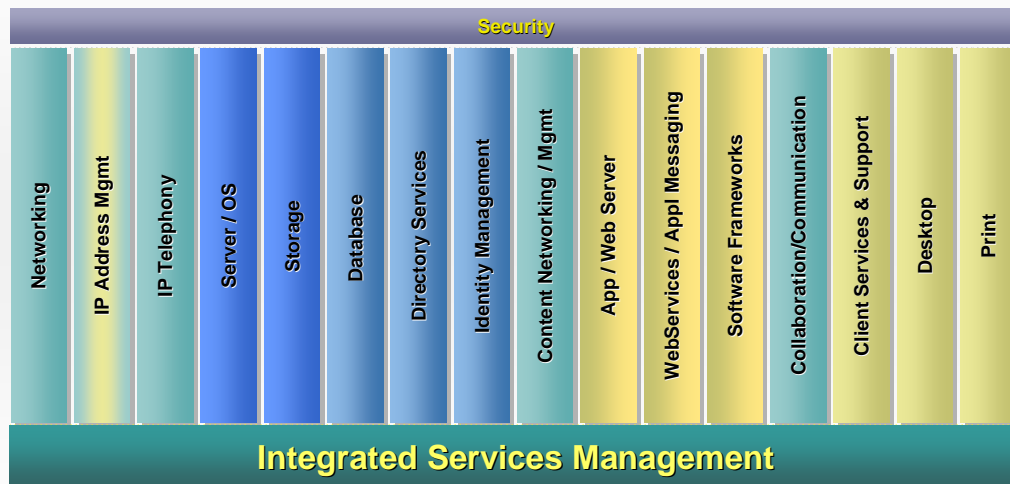 Security
Networking
IP Address Mgmt
IP Telephony
Server / OS
Storage
Database
Directory Services
Identity Management
Content Networking / Mgmt
App / Web Server
WebServices / Appl Messaging
Software Frameworks
Collaboration/Communication
Client Services & Support
Desktop
Print
Integrated Services Management